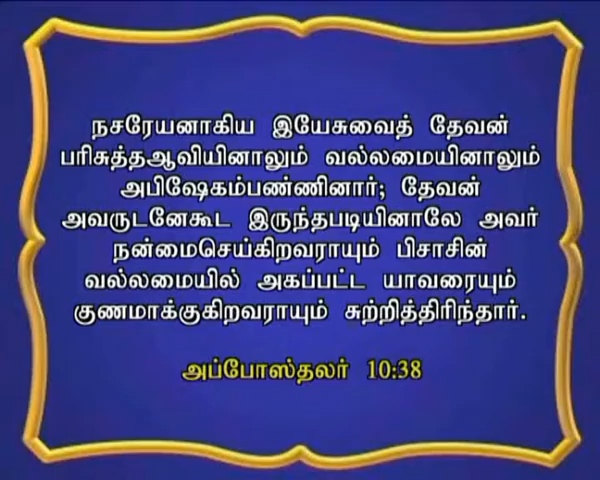 நசரேயனாகிய இயேசுவைத் தேவன்
பரிசுத்தஆவியினாலும் வல்லமையினாலும்
அபிஷேகம்பண்ணினார்; தேவன்
அவருடனேகூட இருந்தபடியினாலே அவர்
நன்மைசெய்கிறவராயும் பிசாசின்
வல்லமையில் அகப்பட்ட யாவரையும்
குணமாக்குகிறவராயும் சுற்றித்திரிந்தார்.
அப்போஸ்தலர் 10:38